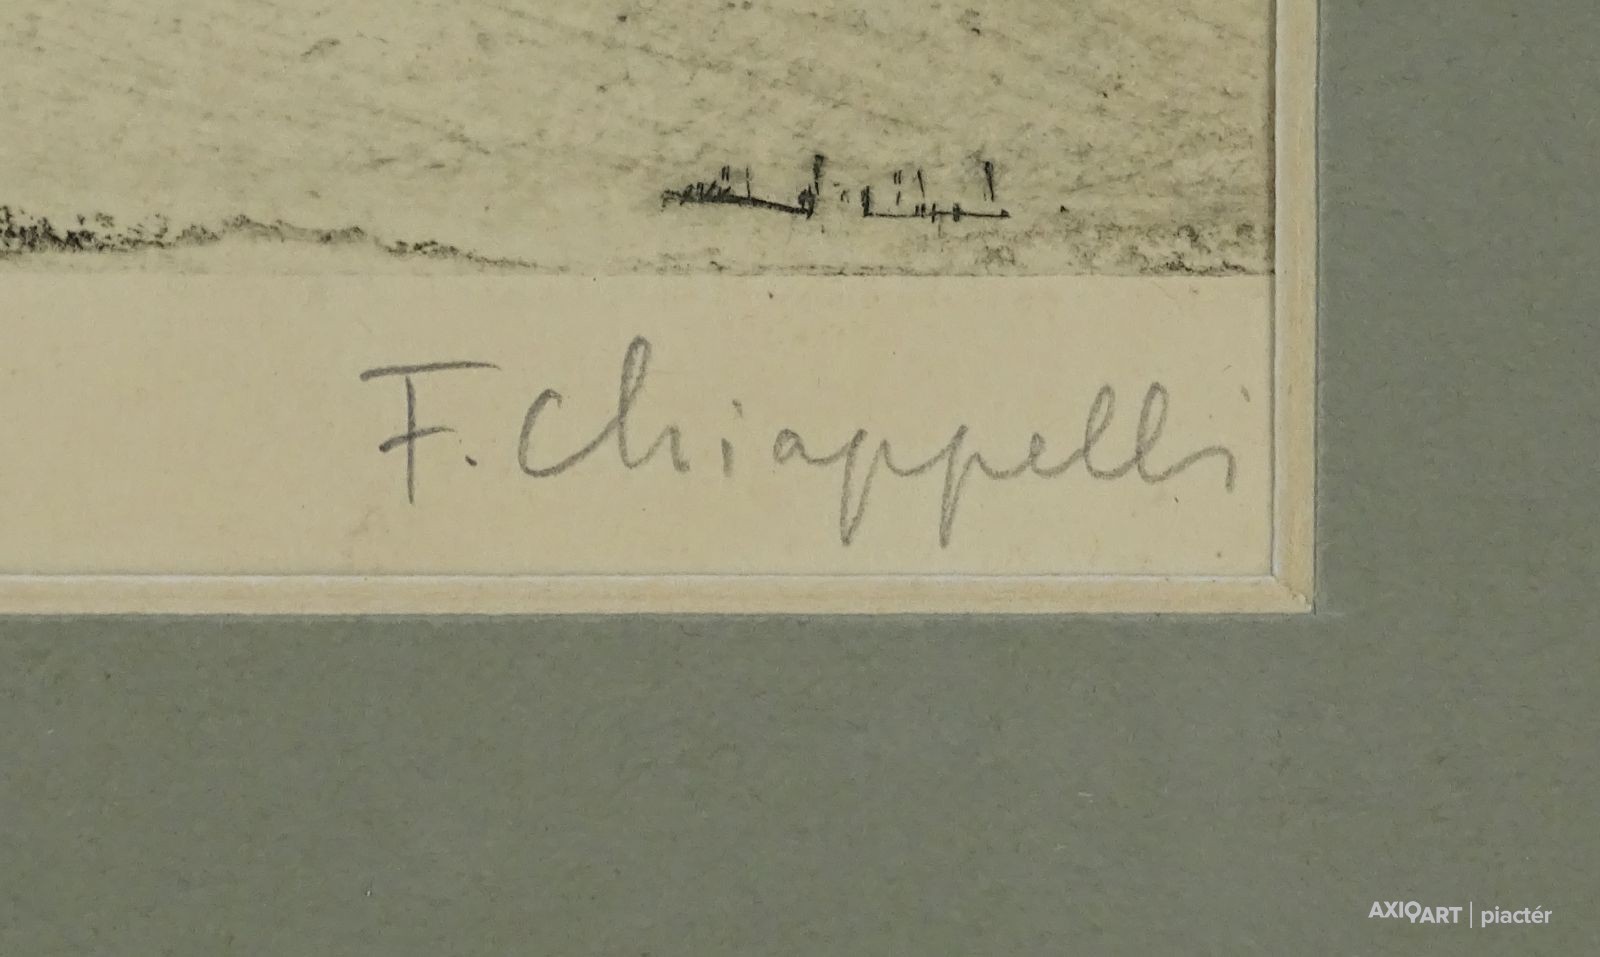 F. Chiappelli
AXIOART | piactér